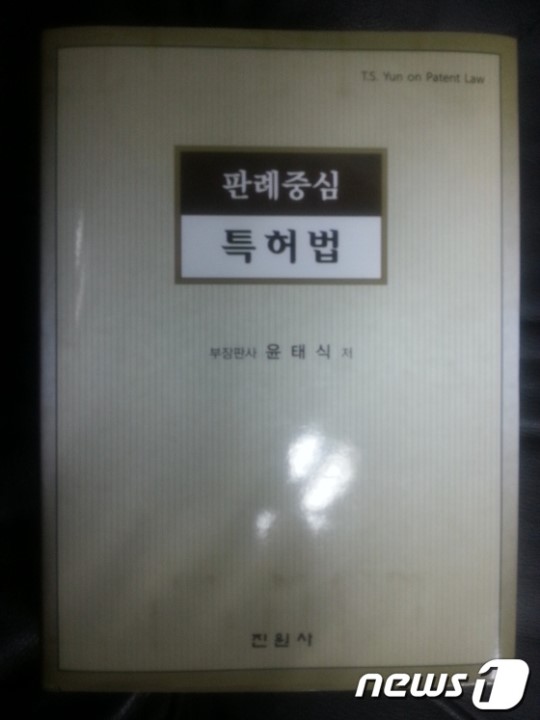 T.S. Yun on Patent Law
판례중심
특허법
부장판사 윤태식 저
진원사
news1